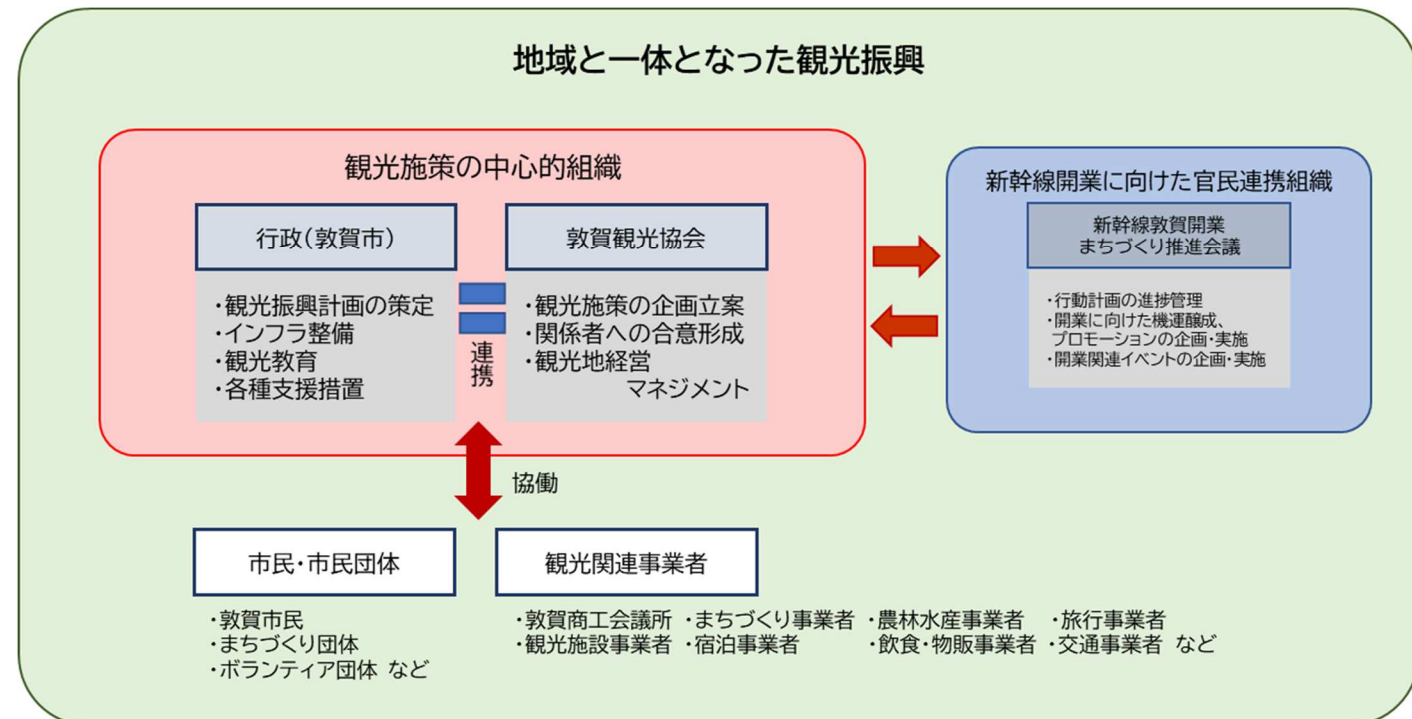 地域と一体となった観光振興
観光施策の中心的組織
行政(敦賀市)
・観光振興計画の策定
・インフラ整備
・観光教育
・各種支援措置
連携
敦賀観光協会
・観光施策の企画立案
・関係者への合意形成
・観光地経営
マネジメント
新幹線開業に向けた官民連携組織
新幹線敦賀開業
まちづくり推進会議
・行動計画の進捗管理
・開業に向けた機運醸成、
プロモーションの企画・実施
・開業関連イベントの企画・実施
協働
市民・市民団体
・敦賀市民
・まちづくり団体
・ボランティア団体 など
観光関連事業者
・敦賀商工会議所 ・まちづくり事業者 ・農林水産事業者 ・旅行事業者
・観光施設事業者 ・宿泊事業者 ・飲食・物販事業者 ・交通事業者 など